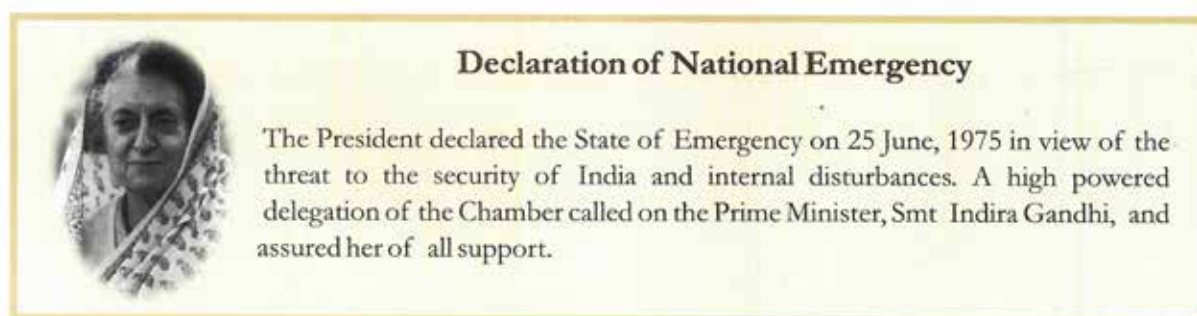 Declaration of National Emergency
The President declared the State of Emergency on 25 June, 1975 in view of the
threat to the security of India and internal disturbances. A high powered
delegation of the Chamber called on the Prime Minister, Smt Indira Gandhi, and
assured her of all support.